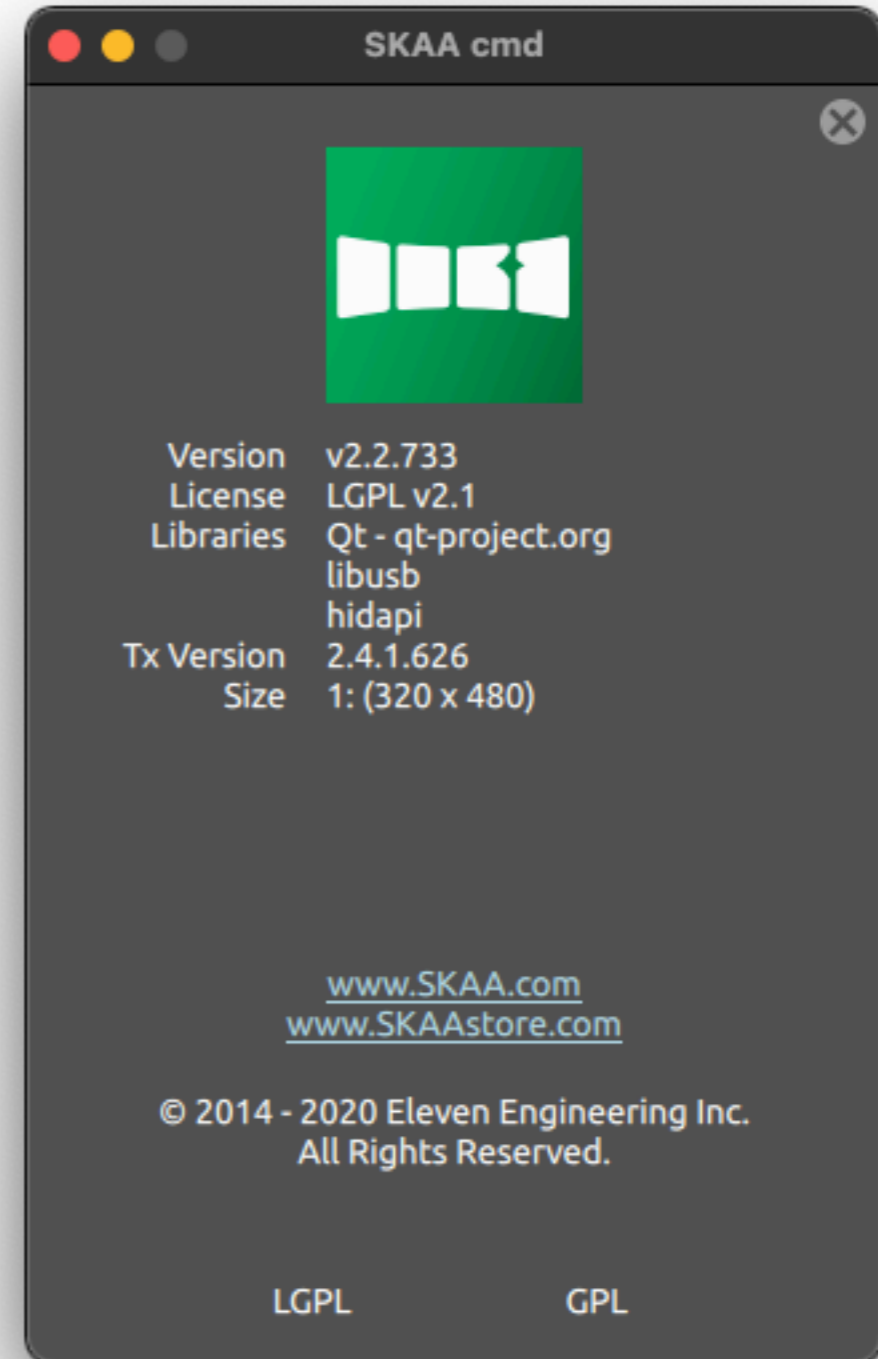 SKAA cmd
Version v2.2.733
License LGPL v2.1
Libraries Qt - qt-project.org
libusb
hidapi
Tx Version 2.4.1.626
Size 1: (320 x 480)
www.SKAA.com
www.SKAAstore.com
© 2014 - 2020 Eleven Engineering Inc.
All Rights Reserved.
LGPL GPL